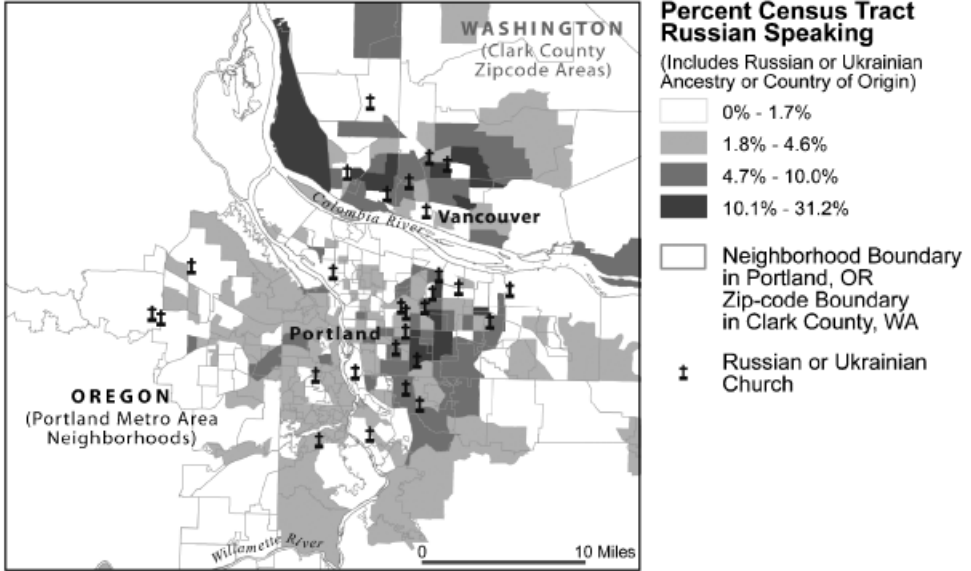 WASHINGTON
(Clark County
Zipcode Areas)
Colombia River
Vancouver
Portland
OREGON
(Portland Metro Area
Neighborhoods)
Willamette River
0 10 Miles
Percent Census Tract
Russian Speaking
(Includes Russian or Ukrainian
Ancestry or Country of Origin)
0% - 1.7%
1.8% - 4.6%
4.7% - 10.0%
10.1% - 31.2%
Neighborhood Boundary
in Portland, OR
Zip-code Boundary
in Clark County, WA
Russian or Ukrainian
Church